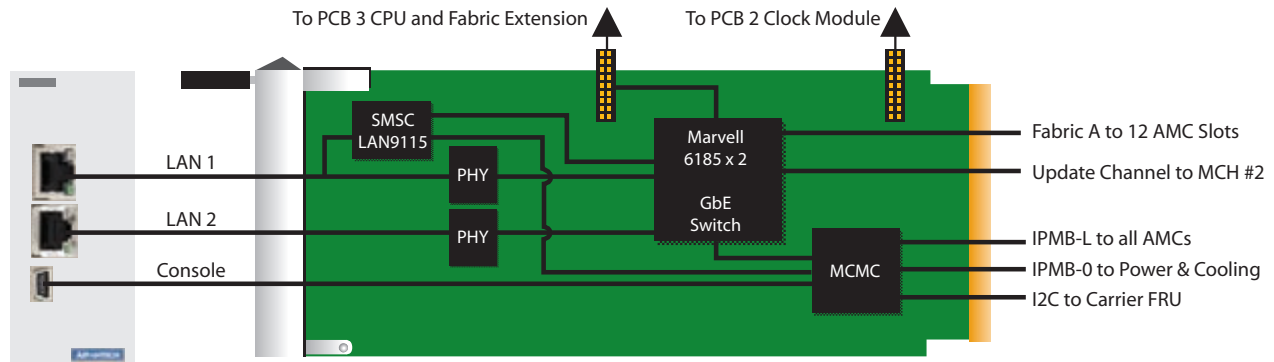 To PCB 3 CPU and Fabric Extension
To PCB 2 Clock Module
SMSC
LAN9115
Marvell
6185 x 2
GbE
Switch
Fabric A to 12 AMC Slots
Update Channel to MCH #2
LAN 1
PHY
LAN 2
PHY
Console
MCMC
IPMB-L to all AMCs
IPMB-0 to Power & Cooling
I2C to Carrier FRU